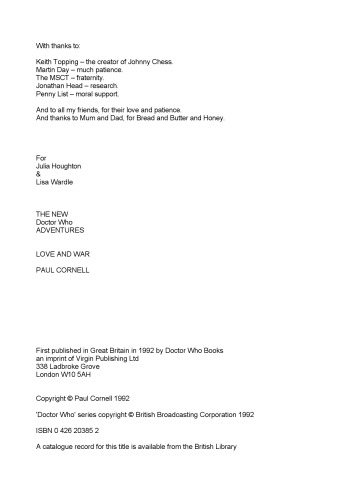 With thanks to:
Keith Topping – the creator of Johnny Chess.
Martin Day – much patience.
The MSCT – fraternity.
Jonathan Head – research.
Penny List – moral support.
And to all my friends, for their love and patience.
And thanks to Mum and Dad, for Bread and Butter and Honey.
For
Julia Houghton
&
Lisa Wardle
THE NEW
Doctor Who
ADVENTURES
LOVE AND WAR
PAUL CORNELL
First published in Great Britain in 1992 by Doctor Who Books
an imprint of Virgin Publishing Ltd
338 Ladbroke Grove
London W10 5AH
Copyright © Paul Cornell 1992
'Doctor Who' series copyright © British Broadcasting Corporation 1992
ISBN 0 426 20385 2
A catalogue record for this title is available from the British Library